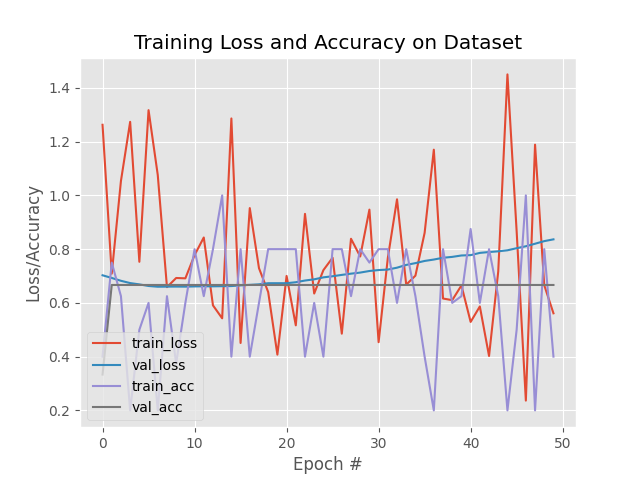 Training Loss and Accuracy on Dataset
Loss/Accuracy
1.4
1.2
1.0
0.8
0.6
0.4
0.2
train_loss
val_loss
train_acc
val_acc
0 10 20 30 40 50
Epoch #